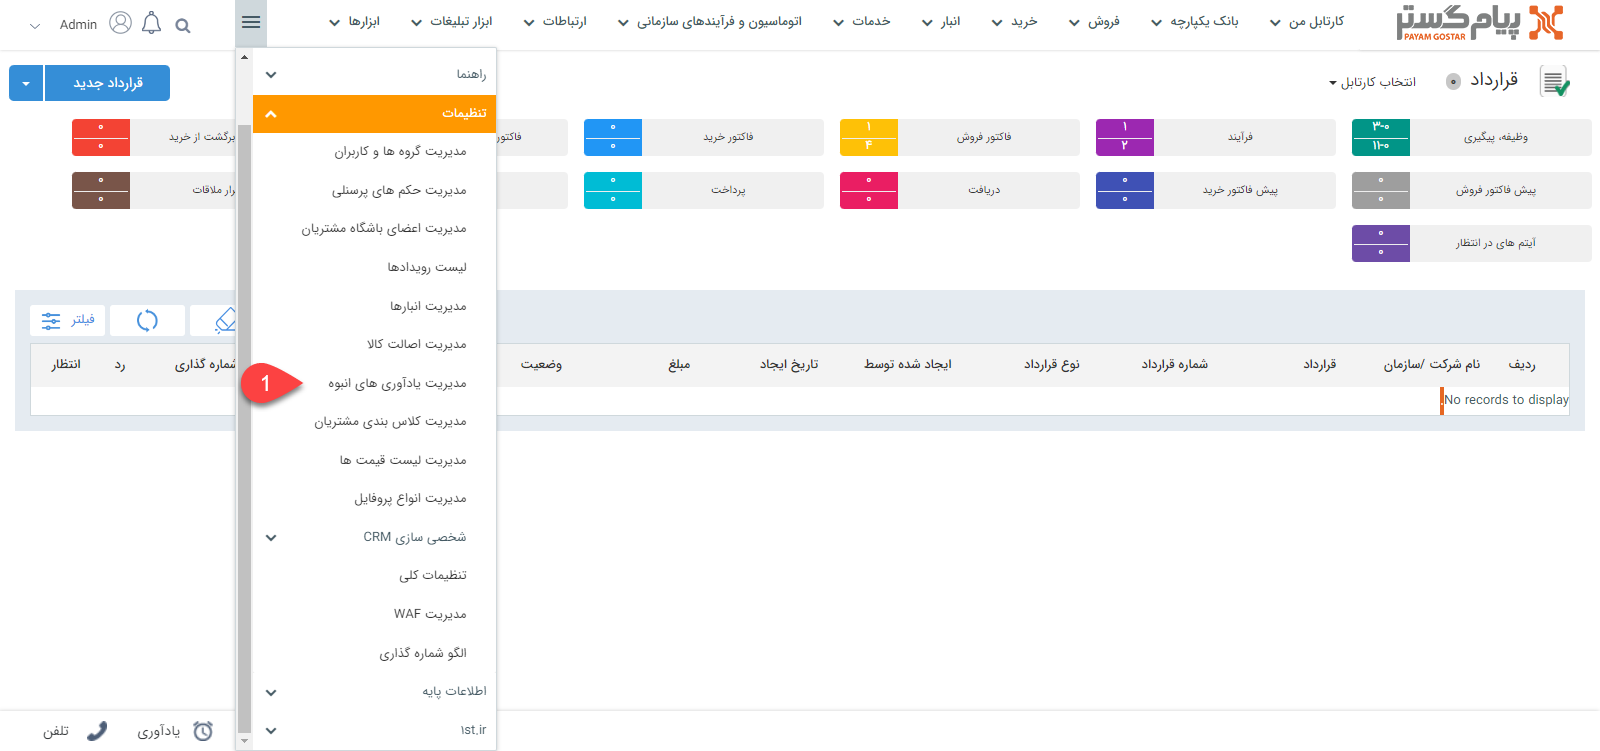 پیام گستر
PAYAM GOSTAR
کارتابل من
بانک یکپارچه
فروش
خرید
انبار
خدمات
اتوماسیون و فرآیندهای سازمانی
ارتباطات
ابزار تبلیغات
ابزارها
Admin
قرارداد
۰
انتخاب کارتابل
قرارداد جدید
وظیفه، پیگیری
۳-۰
۱۱-۰
فرآیند
۱
۲
فاکتور فروش
۱
۴
فاکتور خرید
۰
۰
فاکتور
برگشت از خرید
۰
۰
پیش فاکتور فروش
۰
۰
پیش فاکتور خرید
۰
۰
دریافت
۰
۰
پرداخت
۰
۰
رار ملاقات
۰
۰
آیتم های در انتظار
۰
۰
راهنما
تنظیمات
مدیریت گروه ها و کاربران
مدیریت حکم های پرسنلی
مدیریت اعضای باشگاه مشتریان
لیست رویدادها
مدیریت انبارها
مدیریت اصالت کالا
مدیریت یادآوری های انبوه
1
مدیریت کلاس بندی مشتریان
مدیریت لیست قیمت ها
مدیریت انواع پروفایل
شخصی سازی CRM
تنظیمات کلی
مدیریت WAF
الگو شماره گذاری
اطلاعات پایه
۱st.ir
فیلتر
ردیف
نام شرکت /سازمان
قرارداد
شماره قرارداد
نوع قرارداد
ایجاد شده توسط
تاریخ ایجاد
مبلغ
وضعیت
شماره گذاری
رد
انتظار
No records to display.
یادآوری
تلفن